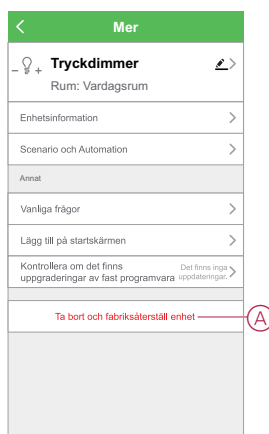 Mer
Tryckdimmer
Rum: Vardagsrum
Enhetsinformation
Scenario och Automation
Annat
Vanliga frågor
Lägg till på startskärmen
Kontrollera om det finns
uppgraderingar av fast programvara
Det finns inga
uppdateringar.
Ta bort och fabriksåterställ enhet
A